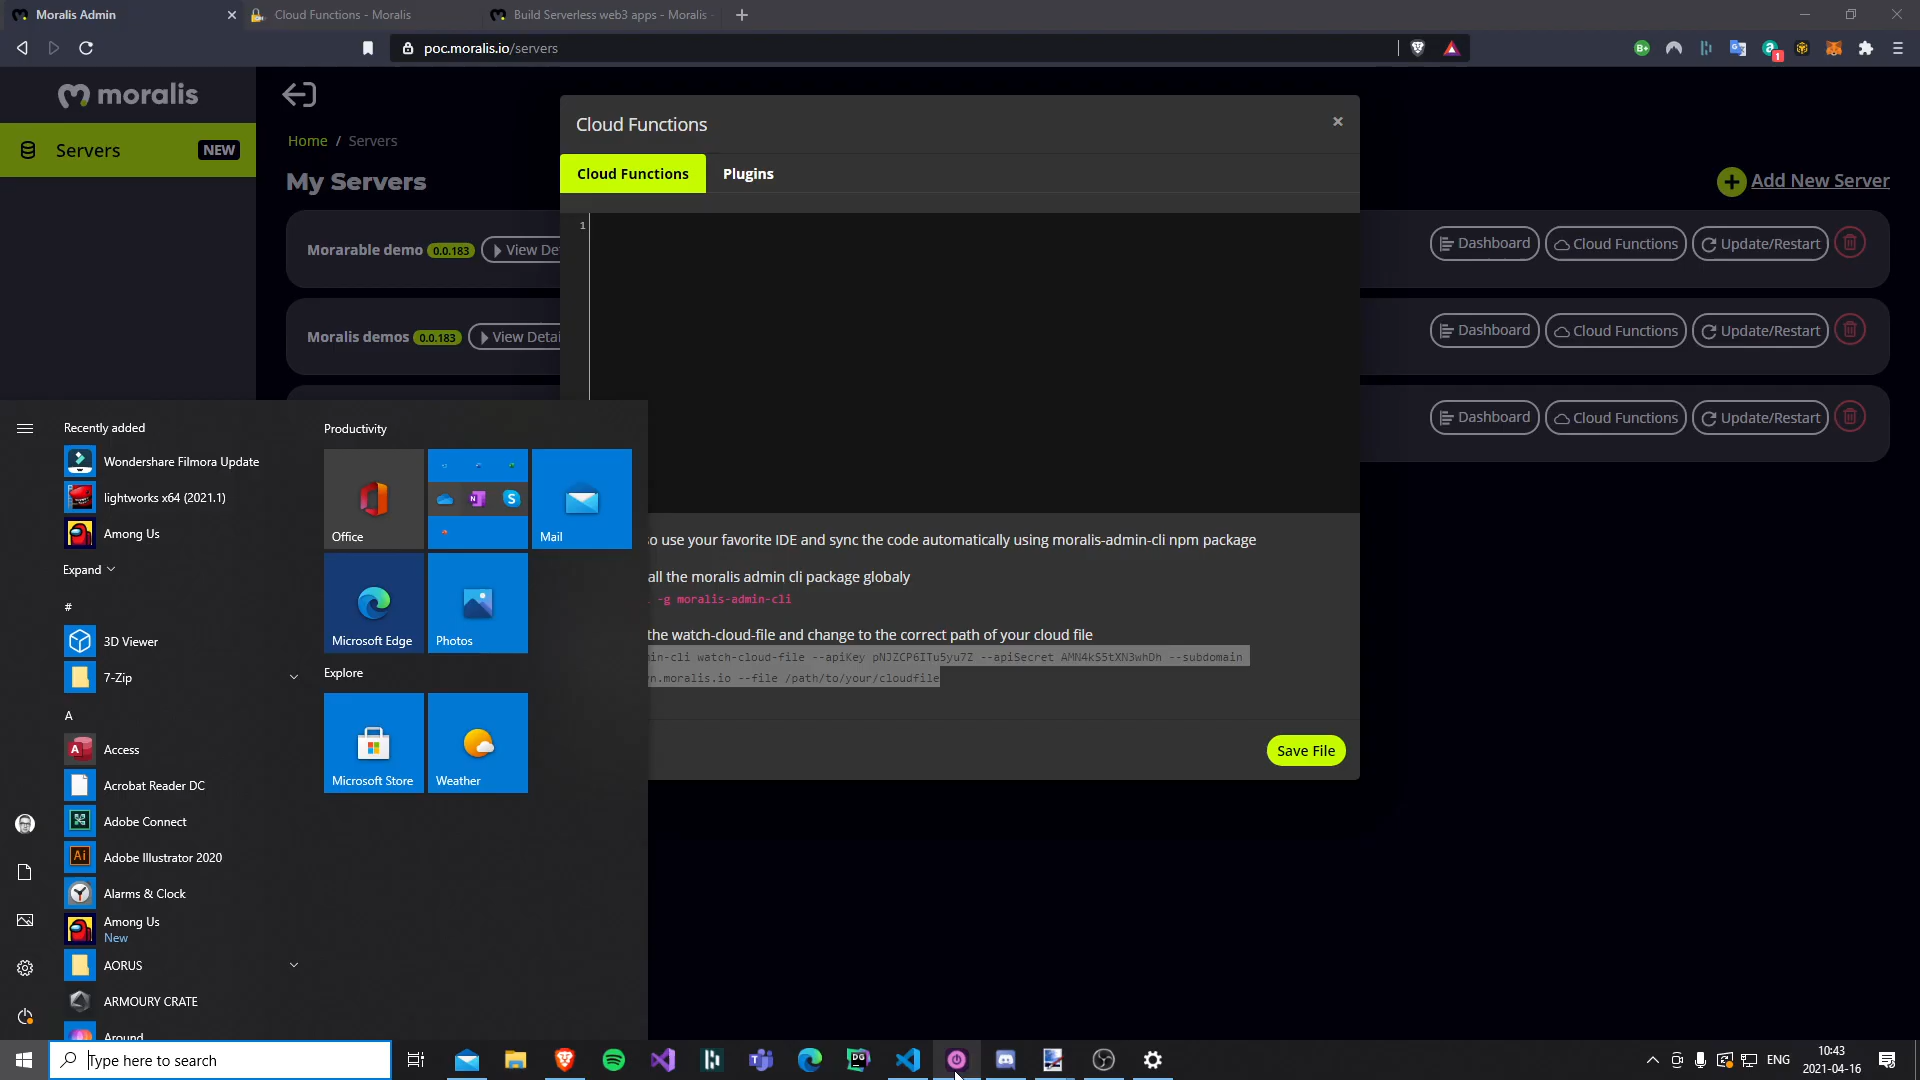 Moralis Admin
Cloud Functions - Moralis
Build Serverless web3 apps - Moralis -
poc.moralis.io/servers
1
moralis
Servers
NEW
Home / Servers
My Servers
Add New Server
Morarable demo
0.0.183
View De
Dashboard
Cloud Functions
Update/Restart
Moralis demos
0.0.183
View Detai
Dashboard
Cloud Functions
Update/Restart
Dashboard
Cloud Functions
Update/Restart
Cloud Functions
×
Cloud Functions
Plugins
1
so use your favorite IDE and sync the code automatically using moralis-admin-cli npm package
all the moralis admin cli package globaly
-g moralis-admin-cli
the watch-cloud-file and change to the correct path of your cloud file
in-cli watch-cloud-file --apiKey pNJZCP6ITu5yu7Z --apiSecret AMN4kS5tXN3whDh --subdomain
n.moralis.io --file /path/to/your/cloudfile
Save File
Recently added
Wondershare Filmora Update
lightworks x64 (2021.1)
Among Us
Expand
#
3D Viewer
7-Zip
A
Access
Acrobat Reader DC
Adobe Connect
Adobe Illustrator 2020
Alarms & Clock
Among Us
New
AORUS
ARMOURY CRATE
Around
Productivity
Office
Mail
Microsoft Edge
Photos
Explore
Microsoft Store
Weather
Type here to search
ENG
10:43
2021-04-16